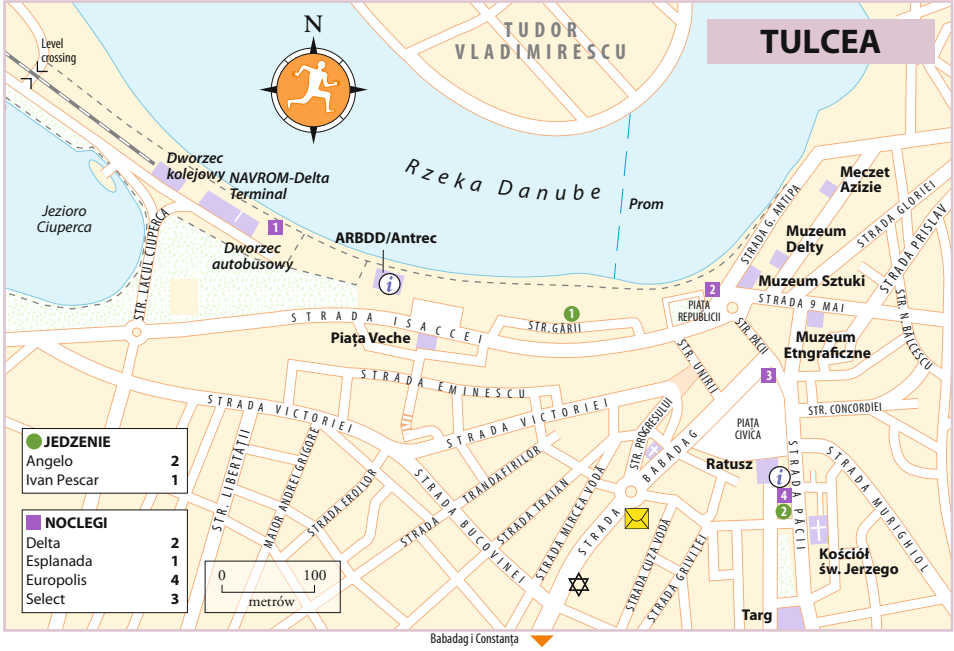 TULCEA
TUDOR
VLADIMIRESCU
N
Level
crossing
Dworzec
kolejowy
NAVROM-Delta
Terminal
Rzeka Danube
Prom
Meczet
Azizie
Jezioro
Ciuperca
1
Dworzec
autobusowy
ARBDD/Antrec
i
STR. LACUL CIUPERCA
STRADA G. ANTIPA
STRADA GLORIEI
STRADA PRISLAV
Muzeum
Delty
Muzeum Sztuki
2
PIAȚA
REPUBLICII
STRADA 9 MAI
STR. N. BĂLCESCU
STRADA ISACCEI
1
STR.GĂRII
Piața Veche
STR. PĂCII
Muzeum
Etngraficzne
STR. UNIRII
3
STRADA EMINESCU
STRADA VICTORIEI
STRADA VICTORIEI
STR. PROGRESULUI
PIAȚA
CIVICĂ
STR. CONCORDIEI
STR. LIBERTĂȚII
MAIOR ANDREI GRIGORE
STRADA EROILOR
STRADA BUCOVINEI
STRADA TRANDAFIRILOR
STRADA TRAIAN
STRADA MIRCEA VODĂ
STRADA BABADAG
STRADA CUZA VODĂ
STRADA GRIVIȚEI
Ratusz
i
4
2
STRADA PĂCII
STRADA MURIGHIOL
Kościół
św. Jerzego
Targ
JEDZENIE
Angelo 2
Ivan Pescar 1
NOCLEGI
Delta 2
Esplanada 1
Europolis 4
Select 3
0 100
metrów
Babadag i Constanța